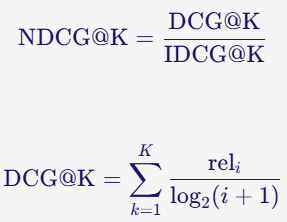 NDCG@K = DCG@K / IDCG@K
DCG@K = ∑_{k=1}^{K} rel_i / log_2(i + 1)